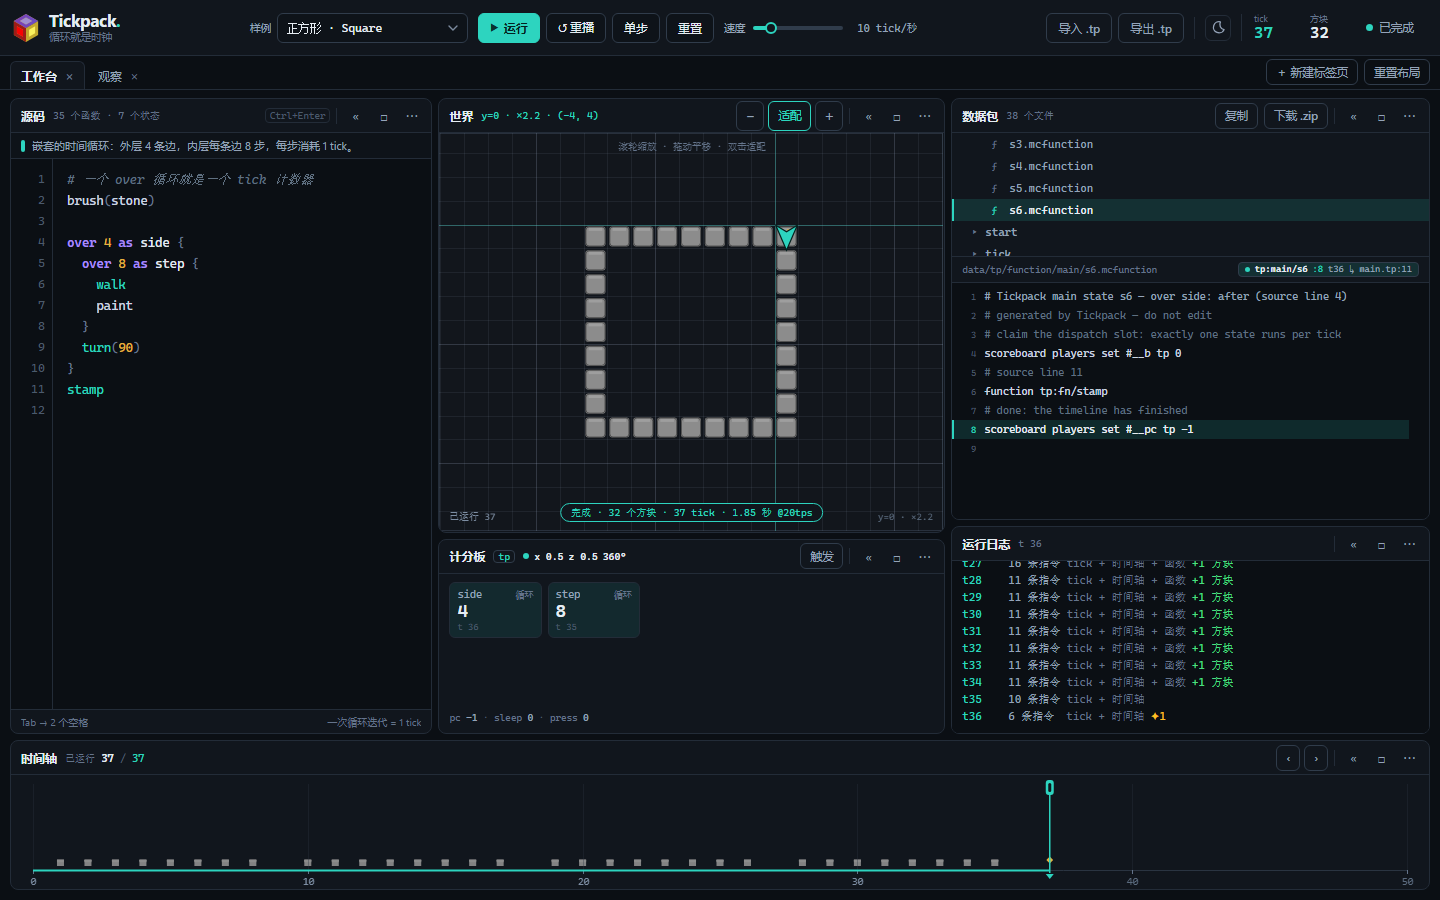 Tickpack.
循环就是时钟
样例
正方形 · Square
▶ 运行
↺ 重播
单步
重置
速度
10 tick/秒
导入 .tp
导出 .tp
tick
37
方块
32
已完成
工作台 ×
观察 ×
+ 新建标签页
重置布局
源码 35 个函数 · 7 个状态
Ctrl+Enter
嵌套的时间循环：外层 4 条边，内层每条边 8 步，每步消耗 1 tick。
1 # 一个 over 循环就是一个 tick 计数器
2 brush(stone)
3
4 over 4 as side {
5 over 8 as step {
6 walk
7 paint
8 }
9 turn(90)
10 }
11 stamp
12
Tab → 2 个空格
一次循环迭代 = 1 tick
世界 y=0 · ×2.2 · (−4, 4)
− 适配 +
滚轮缩放 · 拖动平移 · 双击适配
已运行 37
完成 · 32 个方块 · 37 tick · 1.85 秒 @20tps
y=0 · ×2.2
计分板 tp x 0.5 z 0.5 360°
触发
side 循环
4
t 36
step 循环
8
t 35
pc −1 · sleep 0 · press 0
数据包 38 个文件
复制
下载 .zip
ƒ s3.mcfunction
ƒ s4.mcfunction
ƒ s5.mcfunction
ƒ s6.mcfunction
▸ start
▸ tick
data/tp/function/main/s6.mcfunction
tp:main/s6 :8 t36 ↳ main.tp:11
1 # Tickpack main state s6 — over side: after (source line 4)
2 # generated by Tickpack — do not edit
3 # claim the dispatch slot: exactly one state runs per tick
4 scoreboard players set #__b tp 0
5 # source line 11
6 function tp:fn/stamp
7 # done: the timeline has finished
8 scoreboard players set #__pc tp −1
9
运行日志 t 36
t27 16 条指令 tick + 时间轴 + 函数 +1 方块
t28 11 条指令 tick + 时间轴 + 函数 +1 方块
t29 11 条指令 tick + 时间轴 + 函数 +1 方块
t30 11 条指令 tick + 时间轴 + 函数 +1 方块
t31 11 条指令 tick + 时间轴 + 函数 +1 方块
t32 11 条指令 tick + 时间轴 + 函数 +1 方块
t33 11 条指令 tick + 时间轴 + 函数 +1 方块
t34 11 条指令 tick + 时间轴 + 函数 +1 方块
t35 10 条指令 tick + 时间轴
t36 6 条指令 tick + 时间轴 ✦1
时间轴 已运行 37 / 37
0 10 20 30 40 50